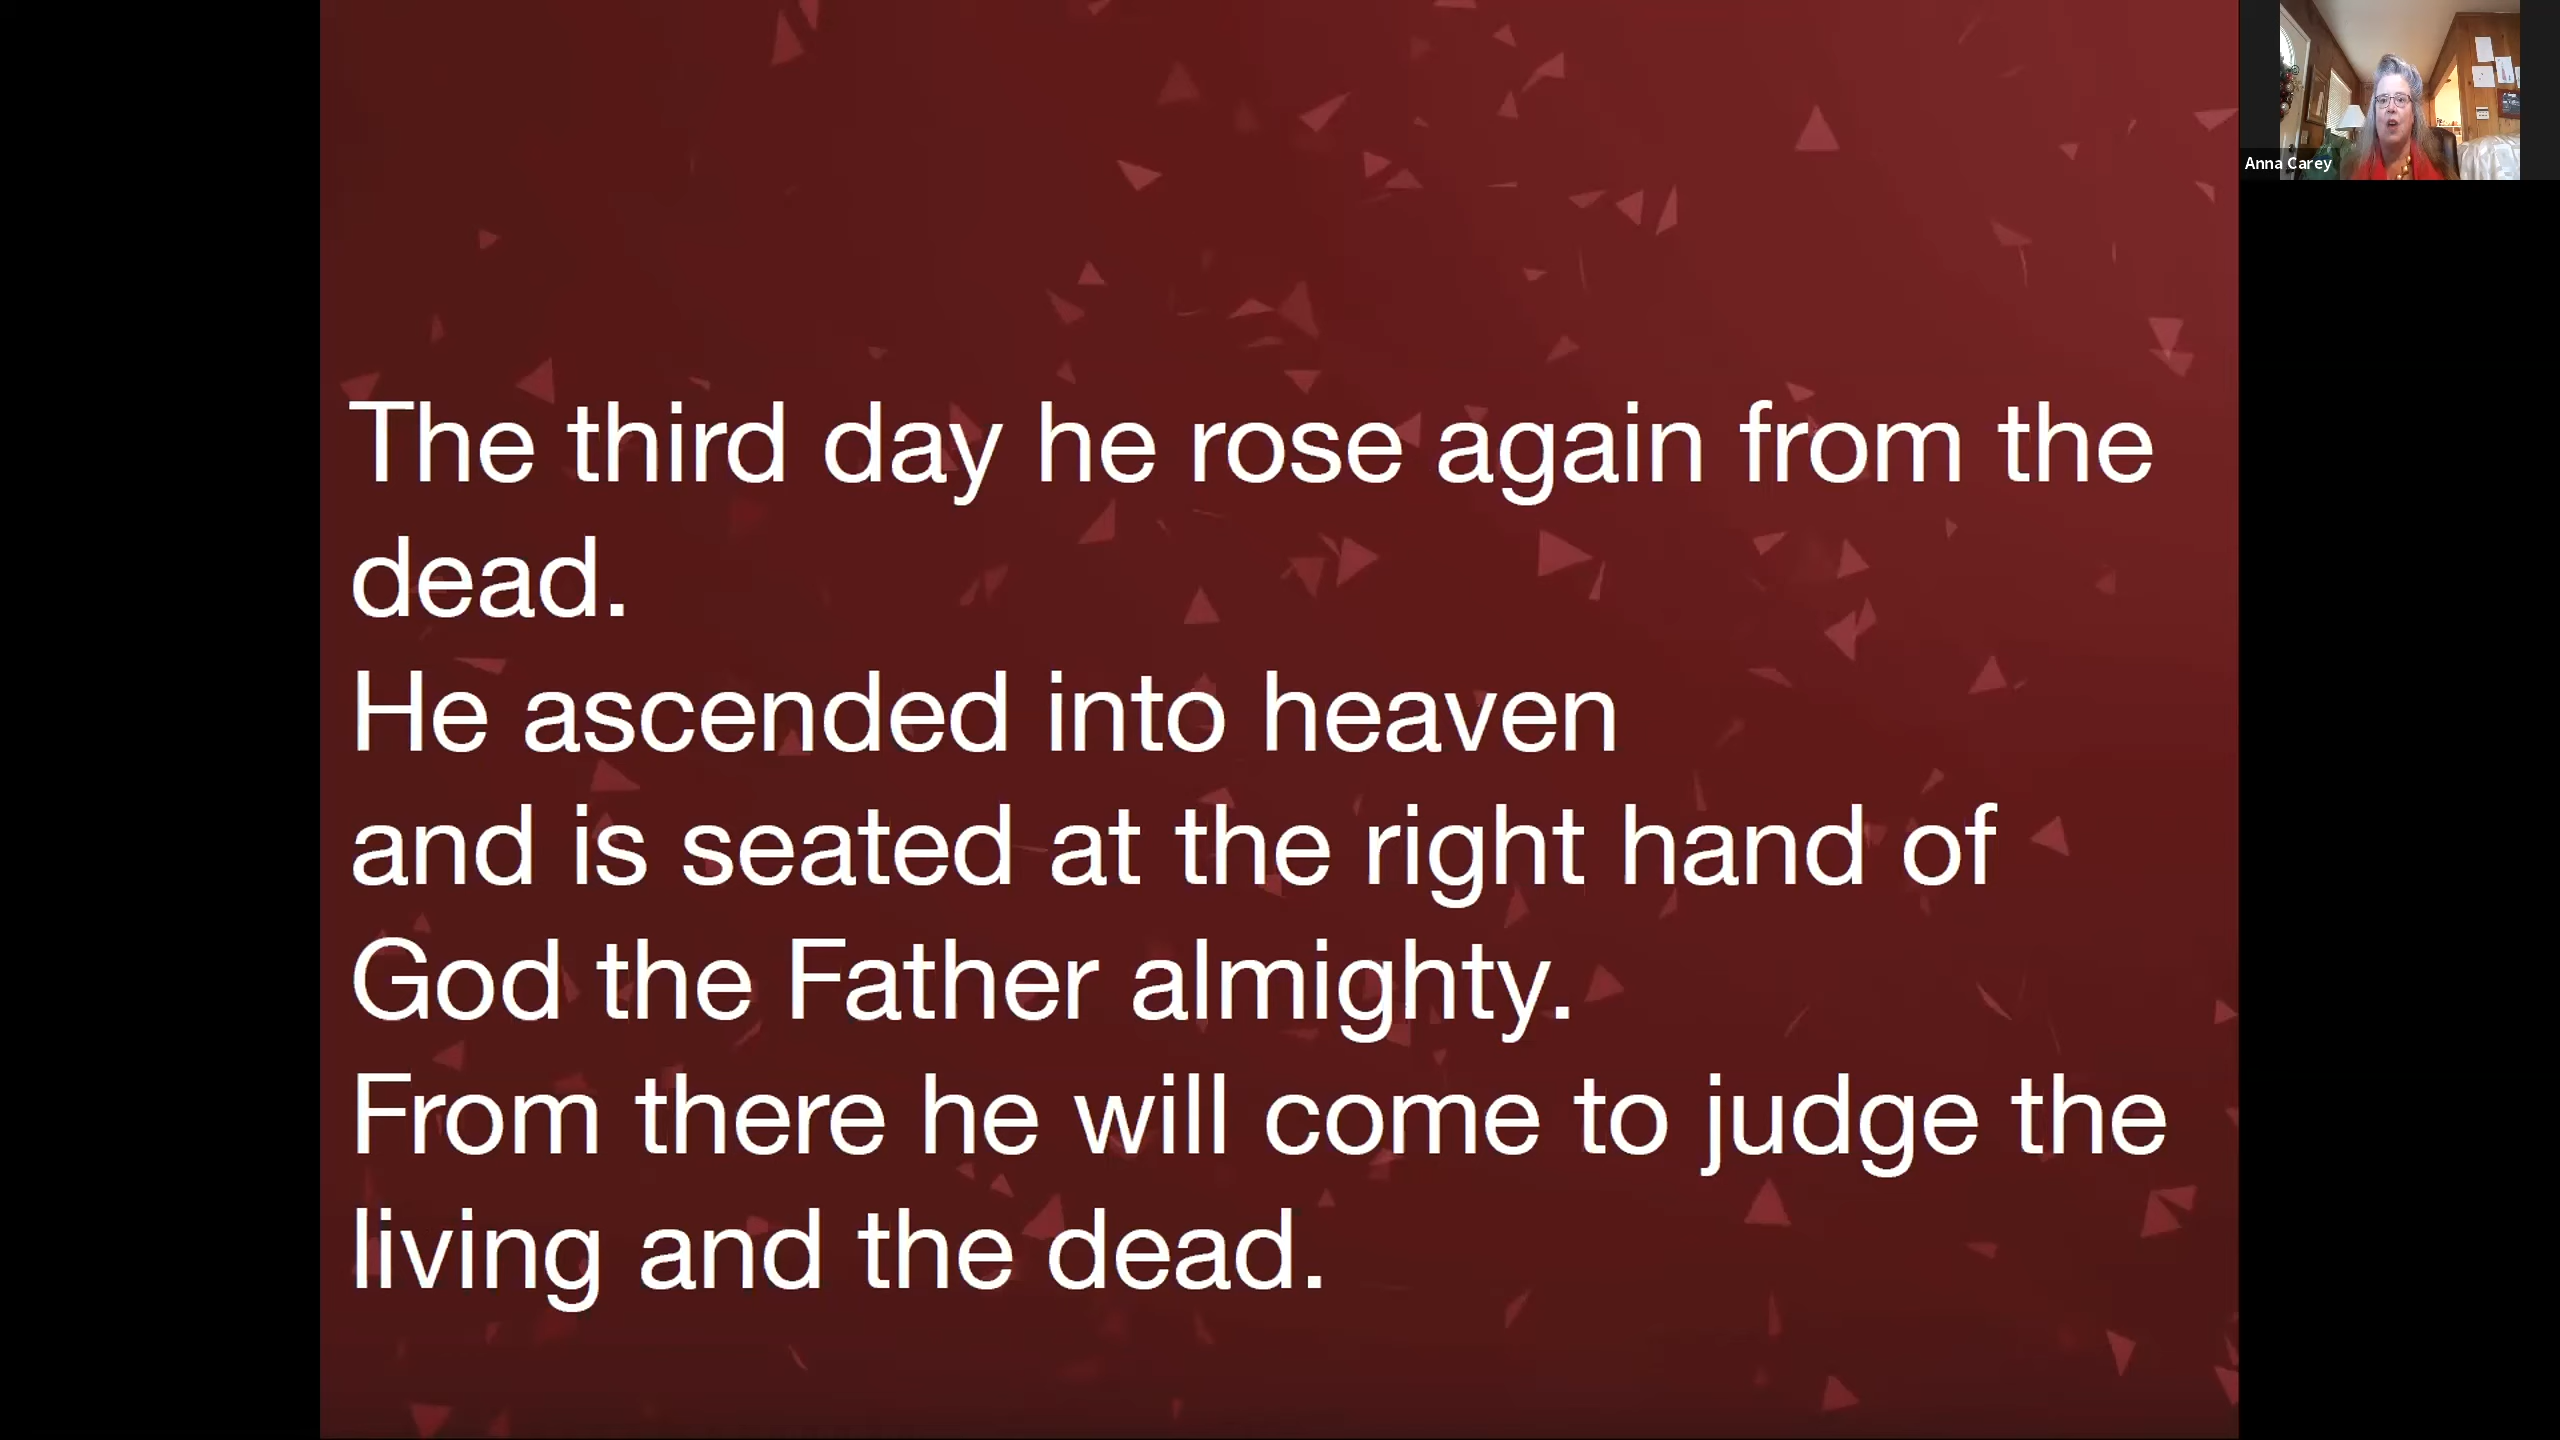 The third day he rose again from the
dead.
He ascended into heaven
and is seated at the right hand of
God the Father almighty.
From there he will come to judge the
living and the dead.
Anna Carey